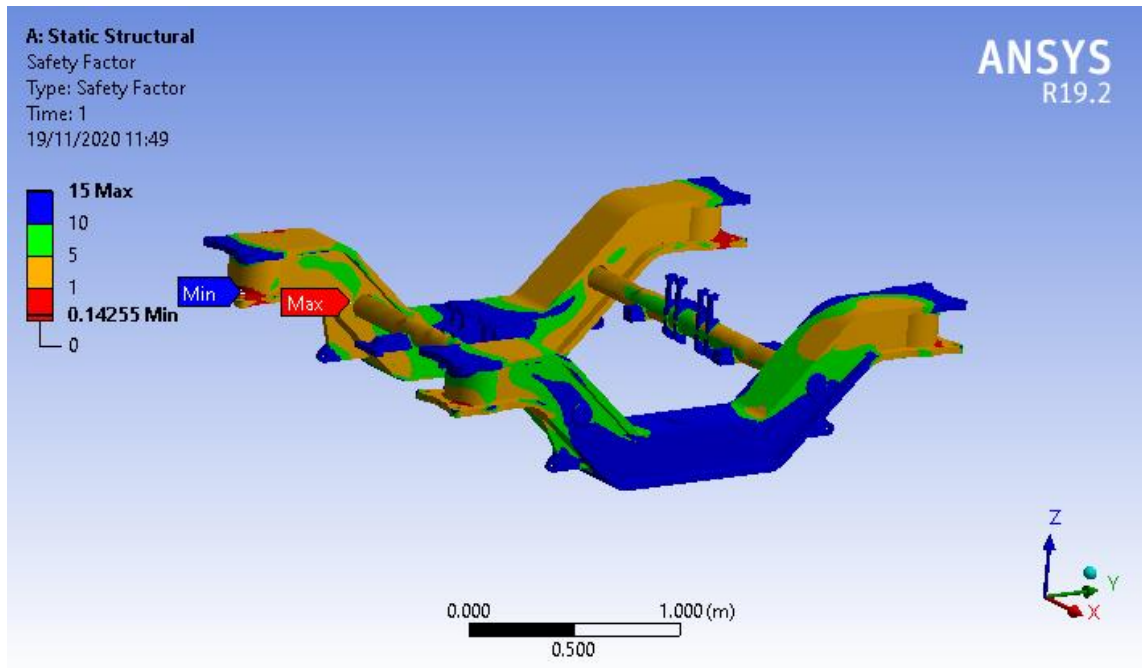 A: Static Structural
Safety Factor
Type: Safety Factor
Time: 1
19/11/2020 11:49
ANSYS
R19.2
15 Max
10
5
1
0.14255 Min
0
Min
Max
0.000
1.000 (m)
0.500
Z
Y
X